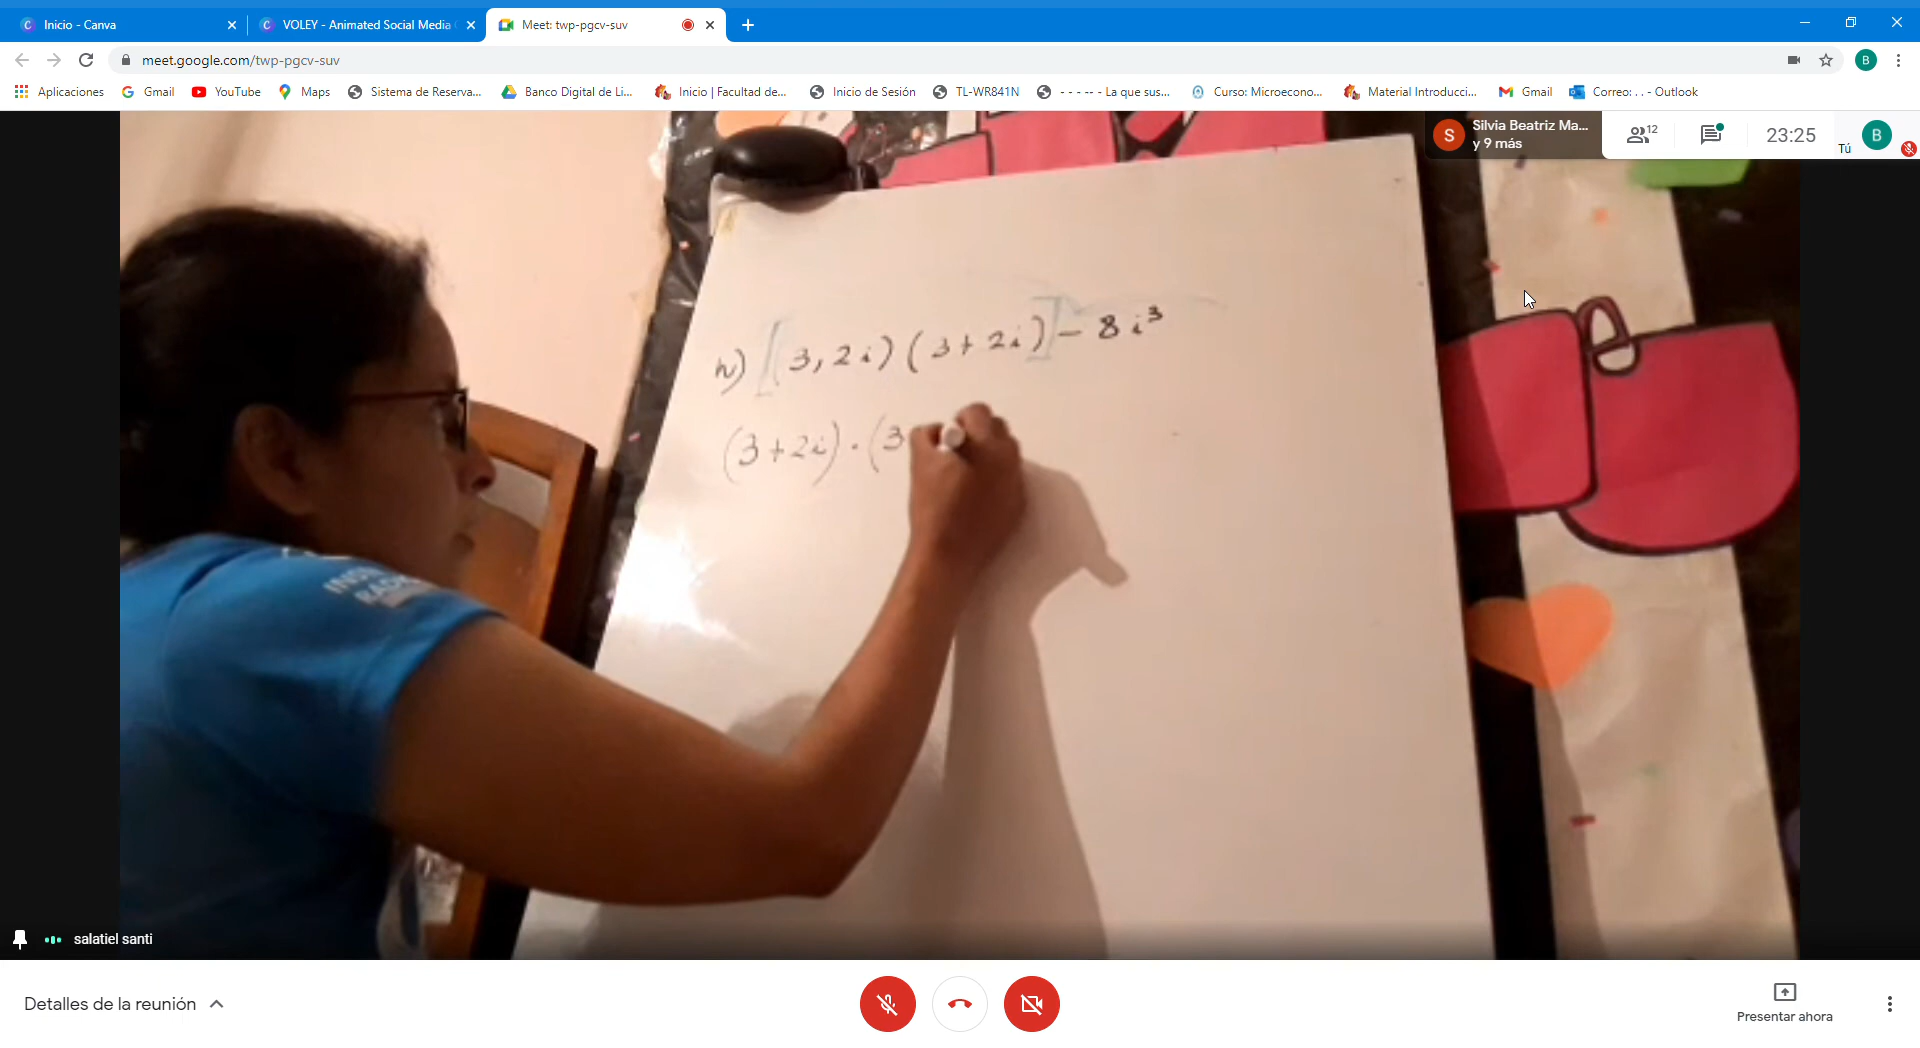 Inicio - Canva
VOLEY - Animated Social Media
Meet: twp-pgcv-suv
meet.google.com/twp-pgcv-suv
Aplicaciones
Gmail
YouTube
Maps
Sistema de Reserva...
Banco Digital de Li...
Inicio | Facultad de...
Inicio de Sesión
TL-WR841N
- - - -- - La que sus...
Curso: Microecono...
Material Introducci...
Gmail
Correo: . . - Outlook
B
S
Silvia Beatriz Ma...
y 9 más
12
23:25
Tú
B
h) [(3, 2i) (3 + 2i)] - 8i³
(3 + 2i) · (3
salatiel santi
Detalles de la reunión
Presentar ahora